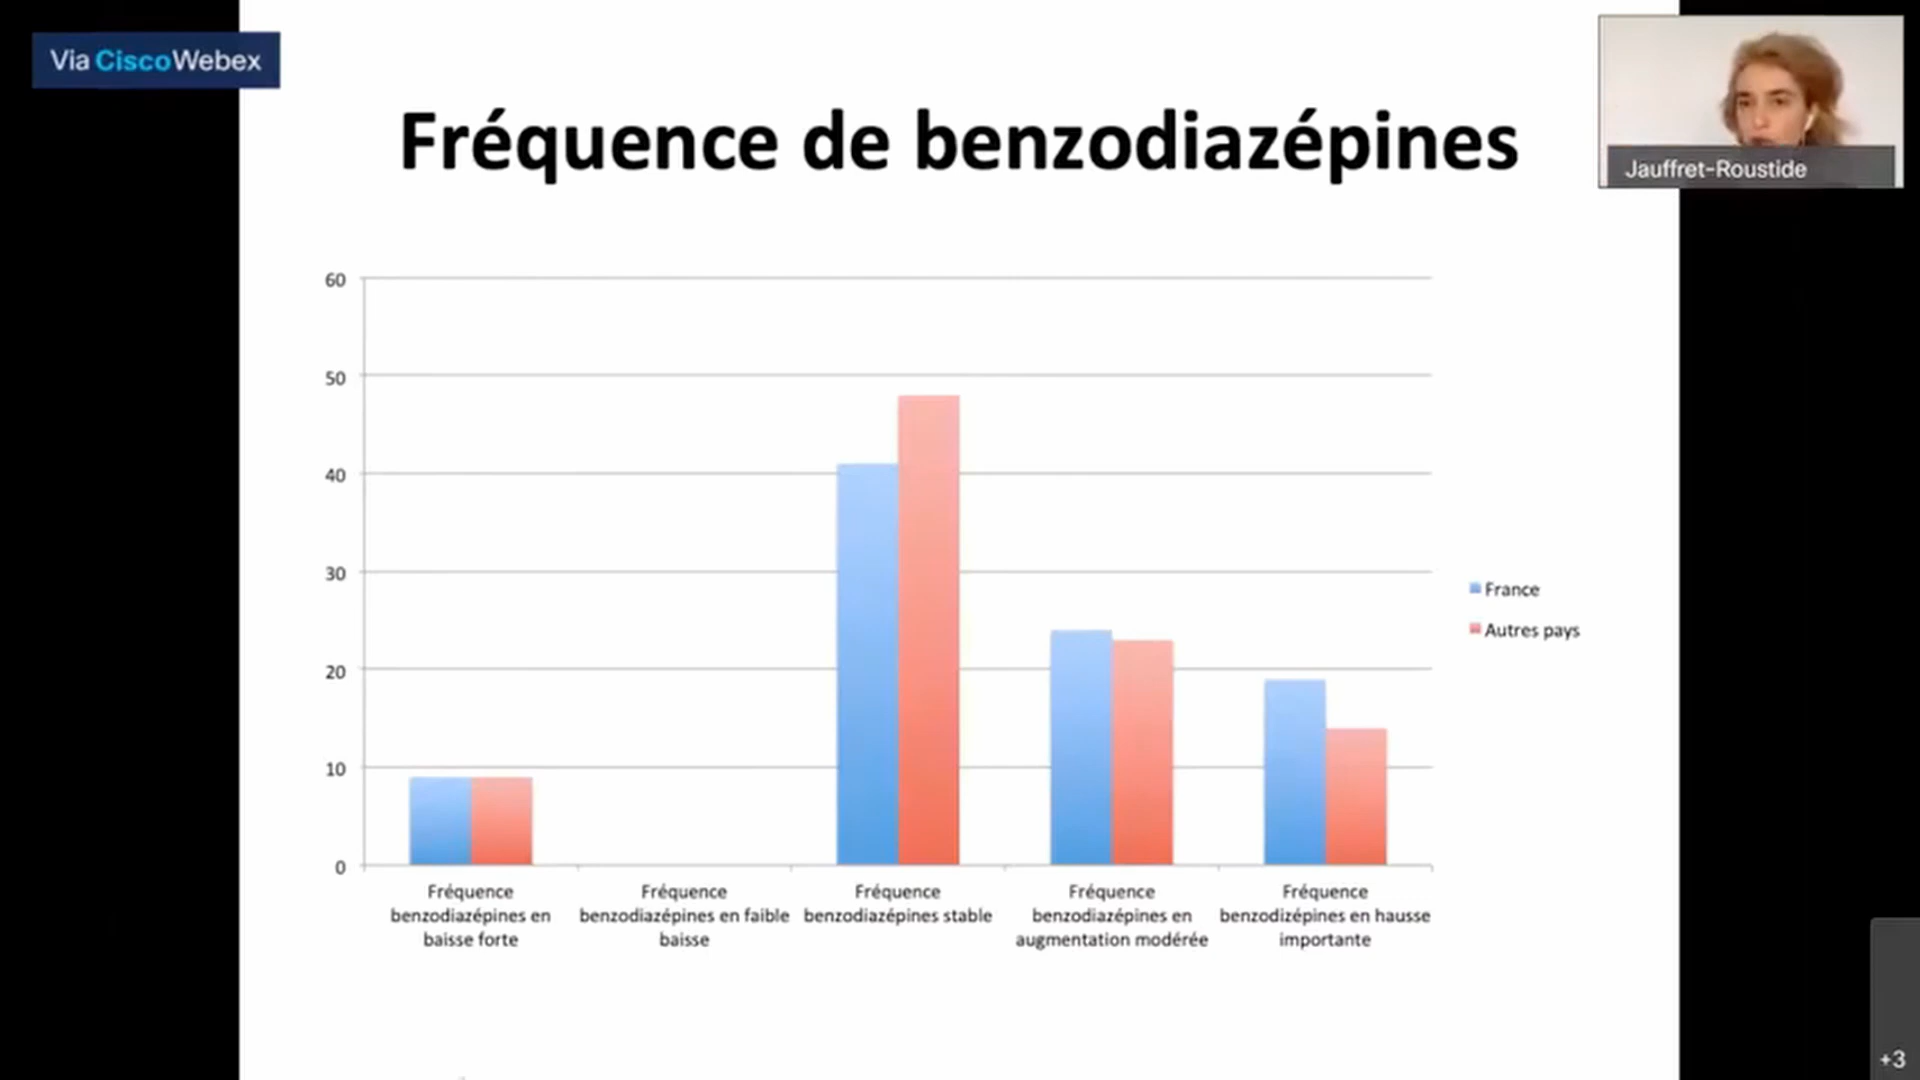 Via CiscoWebex
Fréquence de benzodiazépines
Jauffret-Roustide
60
50
40
30
20
10
0
France
Autres pays
Fréquence
benzodiazépines en
baisse forte
Fréquence
benzodiazépines en faible
baisse
Fréquence
benzodiazépines stable
Fréquence
benzodiazépines en
augmentation modérée
Fréquence
benzodizépines en hausse
importante
+3